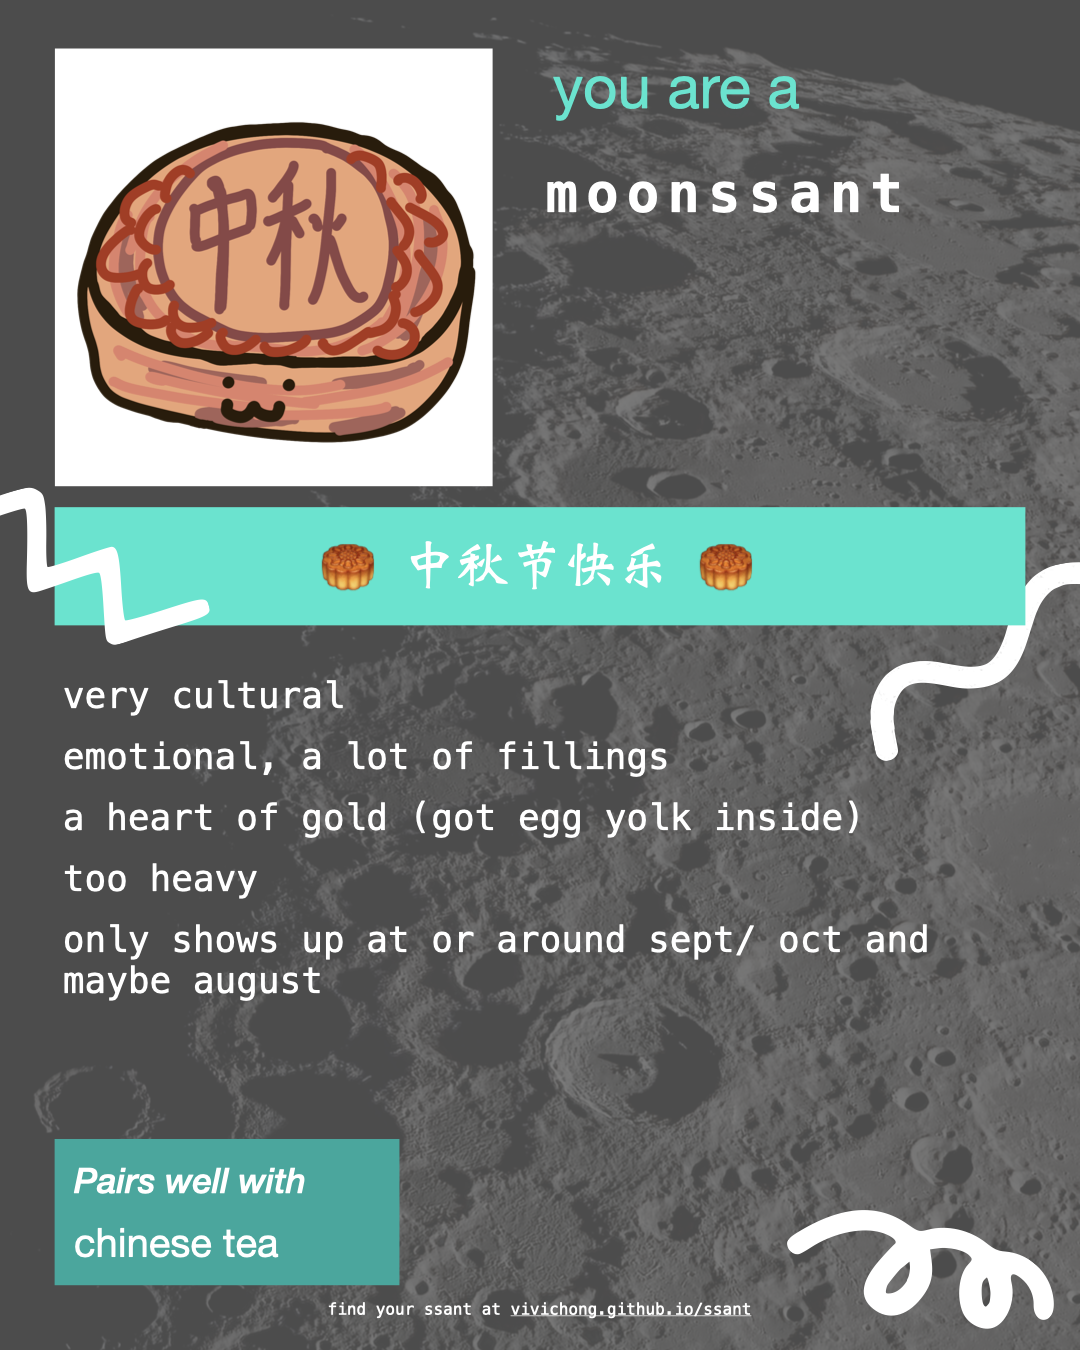 you are a
moonssant
中秋
🥮 中秋节快乐 🥮
very cultural
emotional, a lot of fillings
a heart of gold (got egg yolk inside)
too heavy
only shows up at or around sept/ oct and
maybe august
Pairs well with
chinese tea
find your ssant at vivichong.github.io/ssant